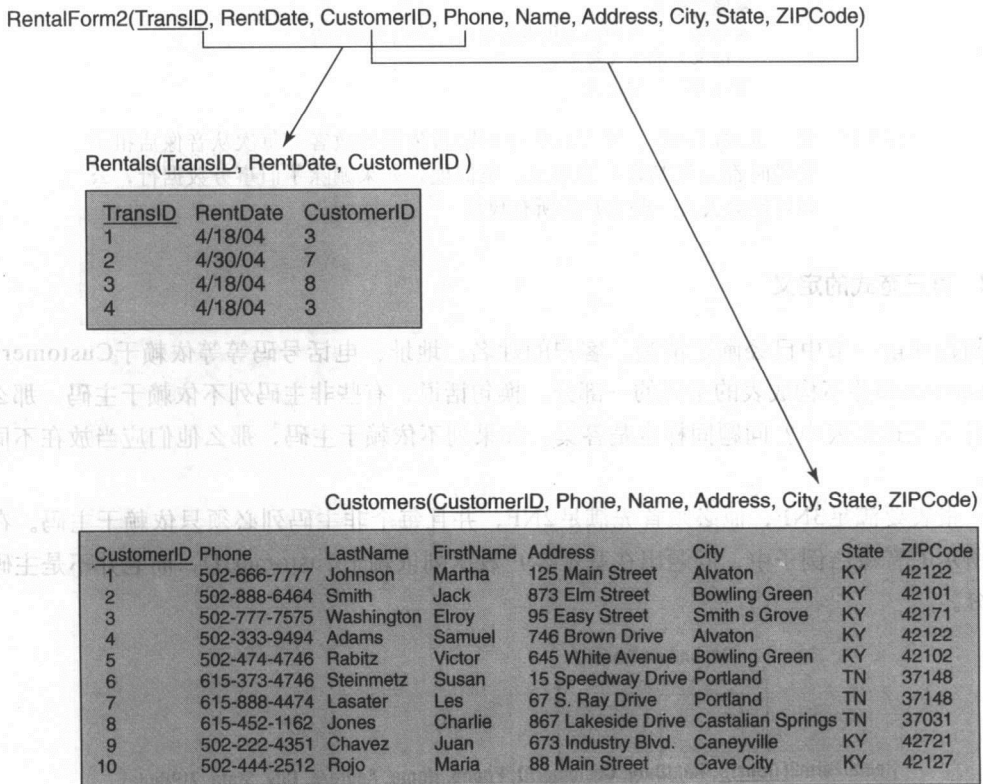 RentalForm2(TransID, RentDate, CustomerID, Phone, Name, Address, City, State, ZIPCode)
Rentals(TransID, RentDate, CustomerID )
TransID RentDate CustomerID
1 4/18/04 3
2 4/30/04 7
3 4/18/04 8
4 4/18/04 3
Customers(CustomerID, Phone, Name, Address, City, State, ZIPCode)
CustomerID Phone LastName FirstName Address City State ZIPCode
1 502-666-7777 Johnson Martha 125 Main Street Alvaton KY 42122
2 502-888-6464 Smith Jack 873 Elm Street Bowling Green KY 42101
3 502-777-7575 Washington Elroy 95 Easy Street Smith s Grove KY 42171
4 502-333-9494 Adams Samuel 746 Brown Drive Alvaton KY 42122
5 502-474-4746 Rabitz Victor 645 White Avenue Bowling Green KY 42102
6 615-373-4746 Steinmetz Susan 15 Speedway Drive Portland TN 37148
7 615-888-4474 Lasater Les 67 S. Ray Drive Portland TN 37148
8 615-452-1162 Jones Charlie 867 Lakeside Drive Castalian Springs TN 37031
9 502-222-4351 Chavez Juan 673 Industry Blvd. Caneyville KY 42721
10 502-444-2512 Rojo Maria 88 Main Street Cave City KY 42127